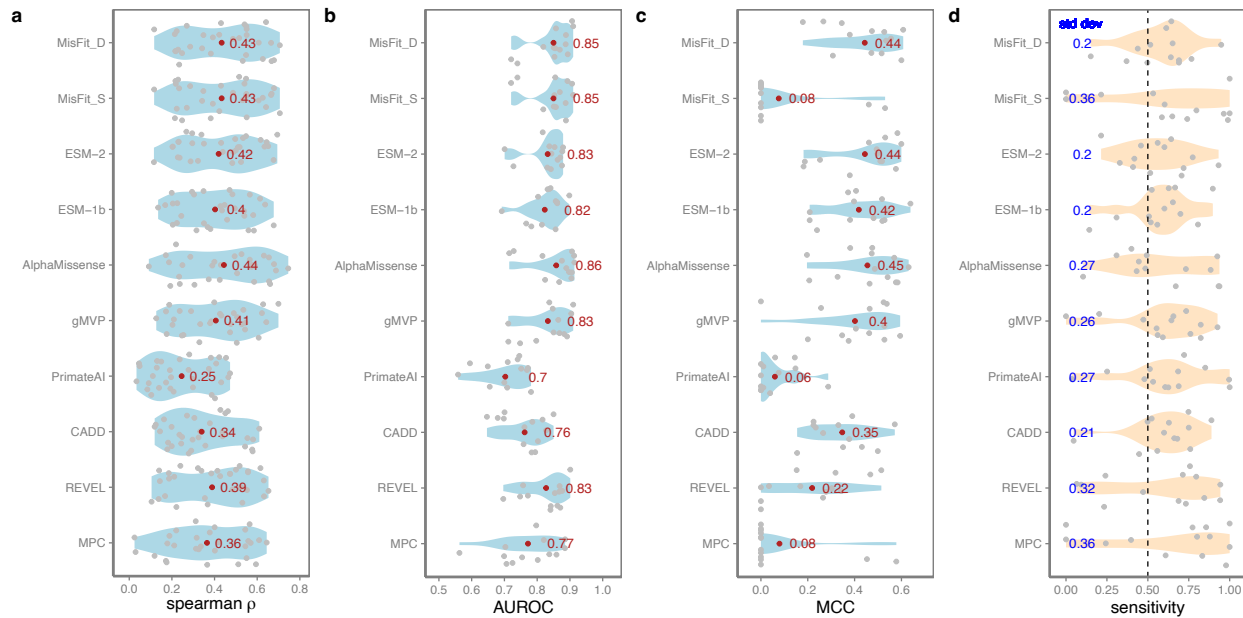 a
MisFit_D
MisFit_S
ESM−2
ESM−1b
AlphaMissense
gMVP
PrimateAI
CADD
REVEL
MPC
0.43
0.43
0.42
0.4
0.44
0.41
0.25
0.34
0.39
0.36
0.0 0.2 0.4 0.6 0.8
spearman ρ
b
MisFit_D
MisFit_S
ESM−2
ESM−1b
AlphaMissense
gMVP
PrimateAI
CADD
REVEL
MPC
0.85
0.85
0.83
0.82
0.86
0.83
0.7
0.76
0.83
0.77
0.5 0.6 0.7 0.8 0.9 1.0
AUROC
c
MisFit_D
MisFit_S
ESM−2
ESM−1b
AlphaMissense
gMVP
PrimateAI
CADD
REVEL
MPC
0.44
0.08
0.44
0.42
0.45
0.4
0.06
0.35
0.22
0.08
0.0 0.2 0.4 0.6
MCC
d
std dev
MisFit_D
MisFit_S
ESM−2
ESM−1b
AlphaMissense
gMVP
PrimateAI
CADD
REVEL
MPC
0.2
0.36
0.2
0.2
0.27
0.26
0.27
0.21
0.32
0.36
0.00 0.25 0.50 0.75 1.00
sensitivity